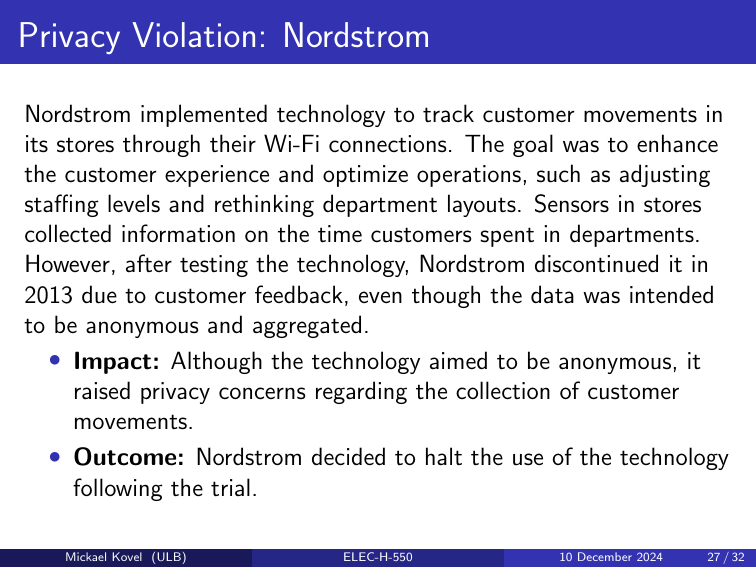 Privacy Violation: Nordstrom
Nordstrom implemented technology to track customer movements in
its stores through their Wi-Fi connections. The goal was to enhance
the customer experience and optimize operations, such as adjusting
staffing levels and rethinking department layouts. Sensors in stores
collected information on the time customers spent in departments.
However, after testing the technology, Nordstrom discontinued it in
2013 due to customer feedback, even though the data was intended
to be anonymous and aggregated.
• Impact: Although the technology aimed to be anonymous, it
raised privacy concerns regarding the collection of customer
movements.
• Outcome: Nordstrom decided to halt the use of the technology
following the trial.
Mickael Kovel (ULB) ELEC-H-550 10 December 2024 27 / 32